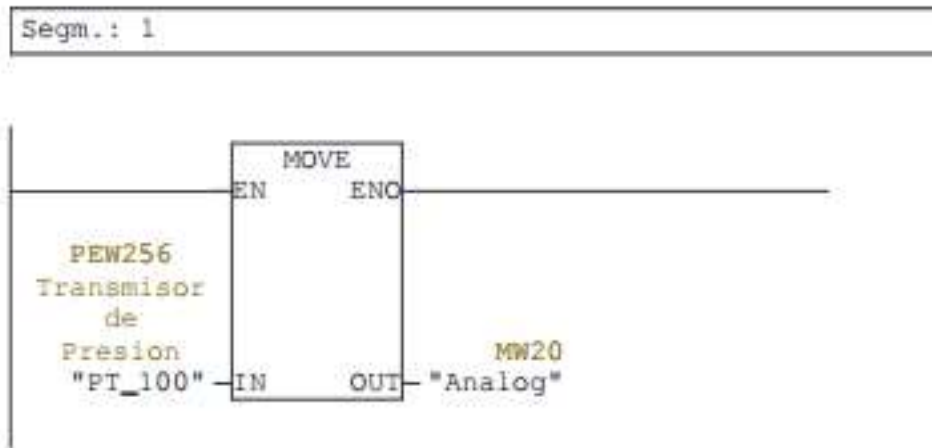 Segm.: 1
MOVE
EN ENO
PEW256
Transmisor
de
Presion
"PT_100" IN
MW20
OUT "Analog"